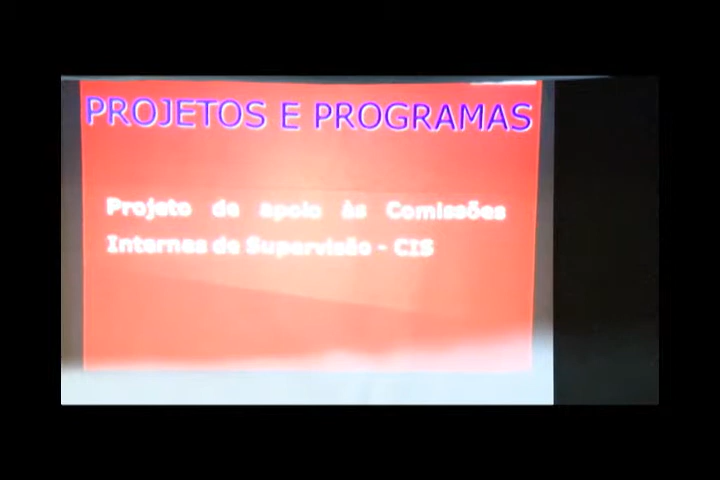 PROJETOS E PROGRAMAS
Projeto de apoio às Comissões
Internas de Supervisão - CIS